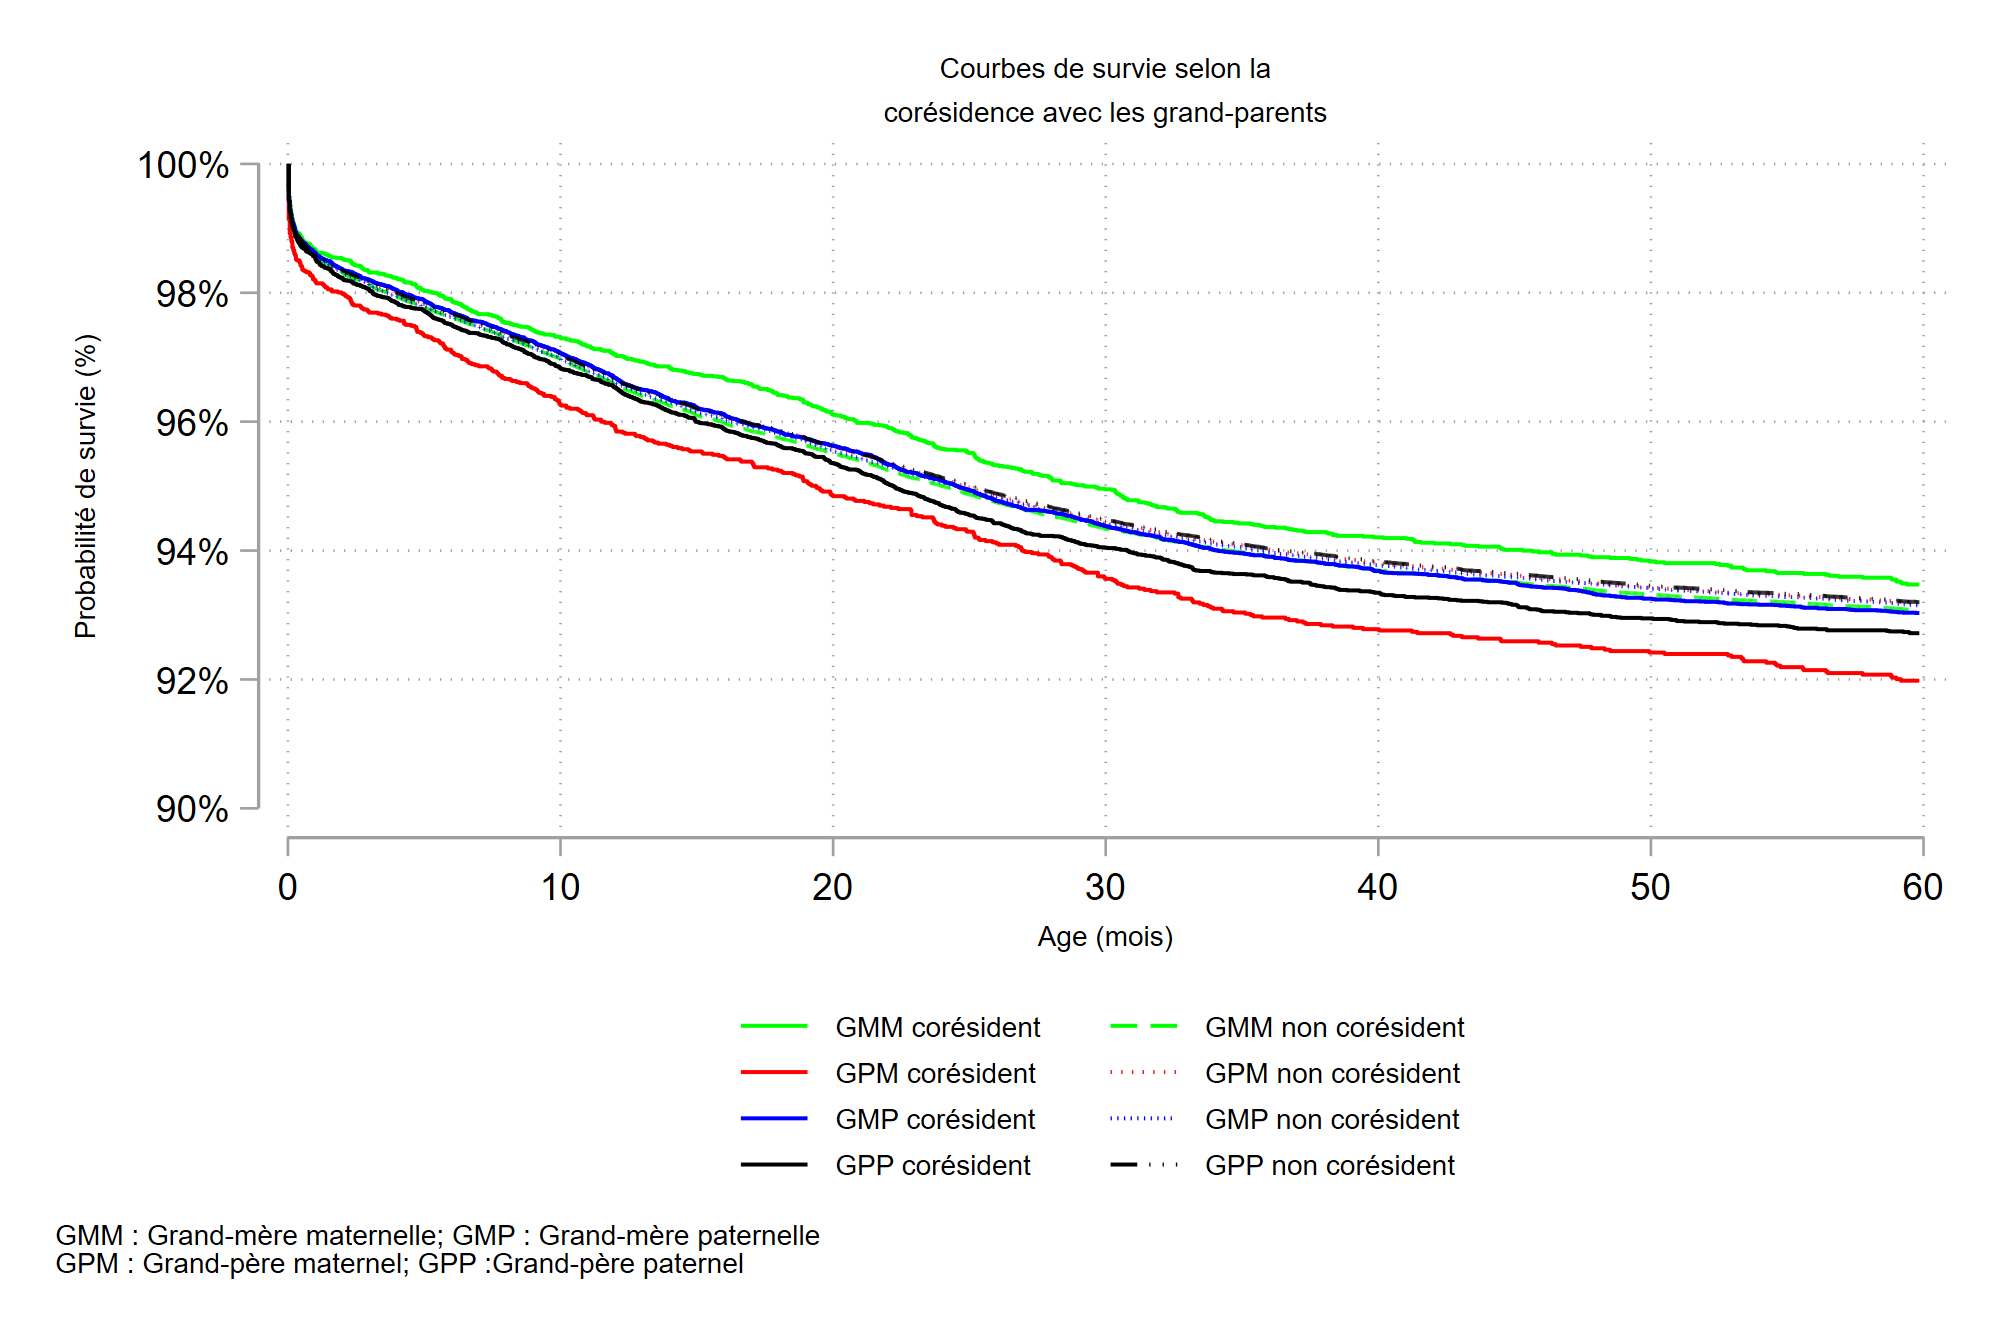 Courbes de survie selon la
corésidence avec les grand-parents
100%
98%
96%
94%
92%
90%
Probabilité de survie (%)
0 10 20 30 40 50 60
Age (mois)
GMM corésident GMM non corésident
GPM corésident GPM non corésident
GMP corésident GMP non corésident
GPP corésident GPP non corésident
GMM : Grand-mère maternelle; GMP : Grand-mère paternelle
GPM : Grand-père maternel; GPP :Grand-père paternel